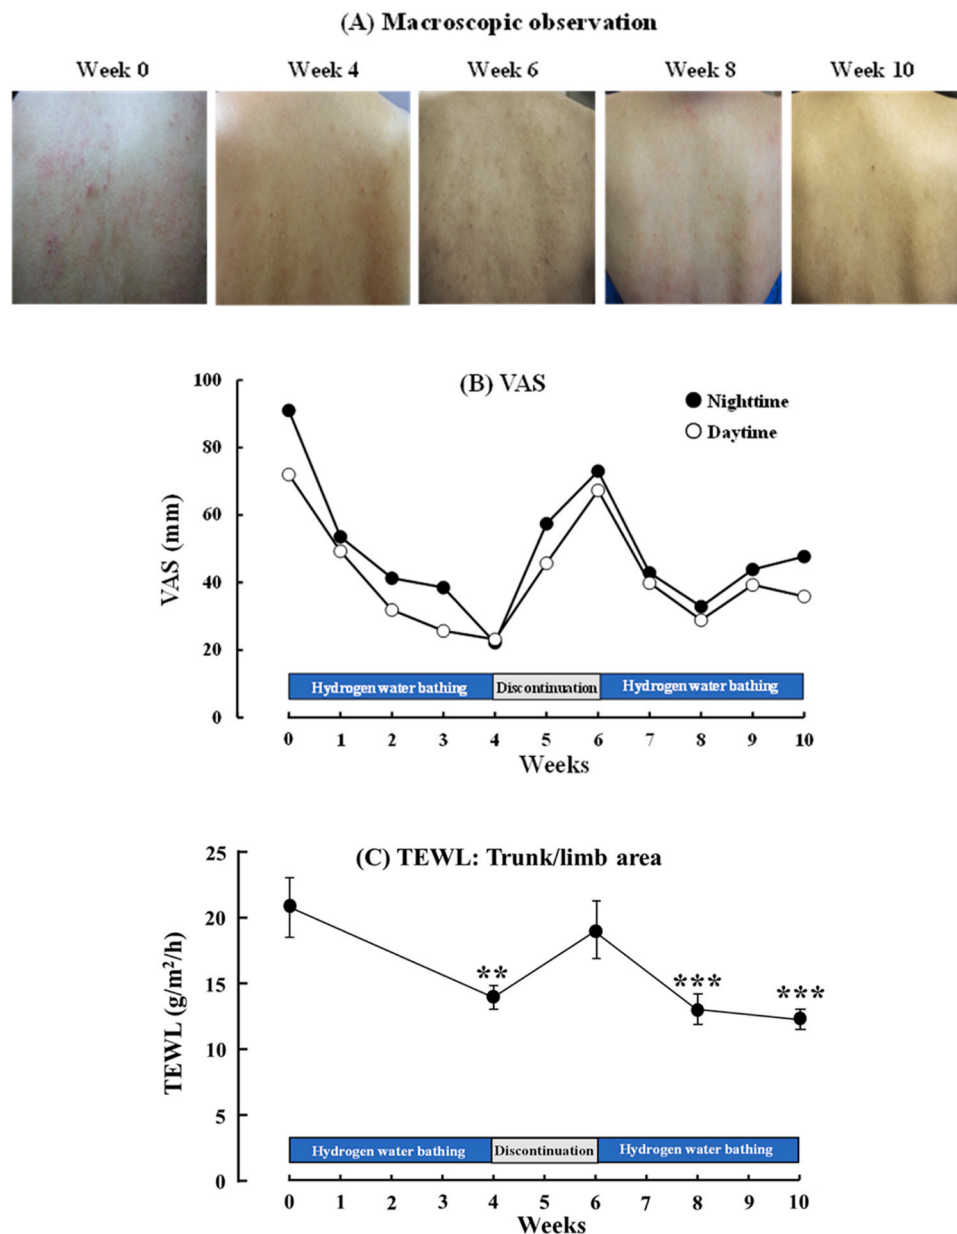 (A) Macroscopic observation
Week 0 Week 4 Week 6 Week 8 Week 10
(B) VAS
Nighttime
Daytime
VAS (mm)
100
80
60
40
20
0
Hydrogen water bathing Discontinuation Hydrogen water bathing
0 1 2 3 4 5 6 7 8 9 10
Weeks
(C) TEWL: Trunk/limb area
TEWL (g/m²/h)
25
20
15
10
5
0
** *** ***
Hydrogen water bathing Discontinuation Hydrogen water bathing
0 1 2 3 4 5 6 7 8 9 10
Weeks